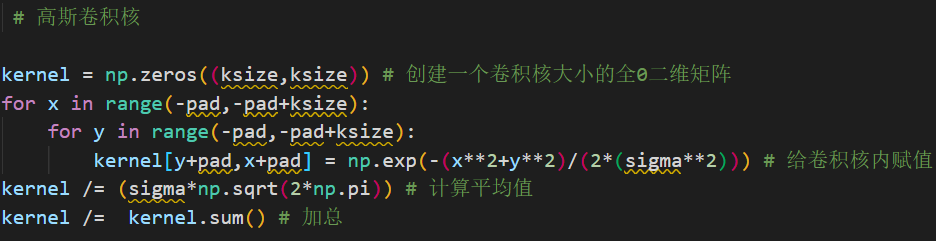 # 高斯卷积核
kernel = np.zeros((ksize,ksize)) # 创建一个卷积核大小的全0二维矩阵
for x in range(-pad,-pad+ksize):
    for y in range(-pad,-pad+ksize):
        kernel[y+pad,x+pad] = np.exp(-(x**2+y**2)/(2*(sigma**2))) # 给卷积核内赋值
kernel /= (sigma*np.sqrt(2*np.pi)) # 计算平均值
kernel /=  kernel.sum() # 加总